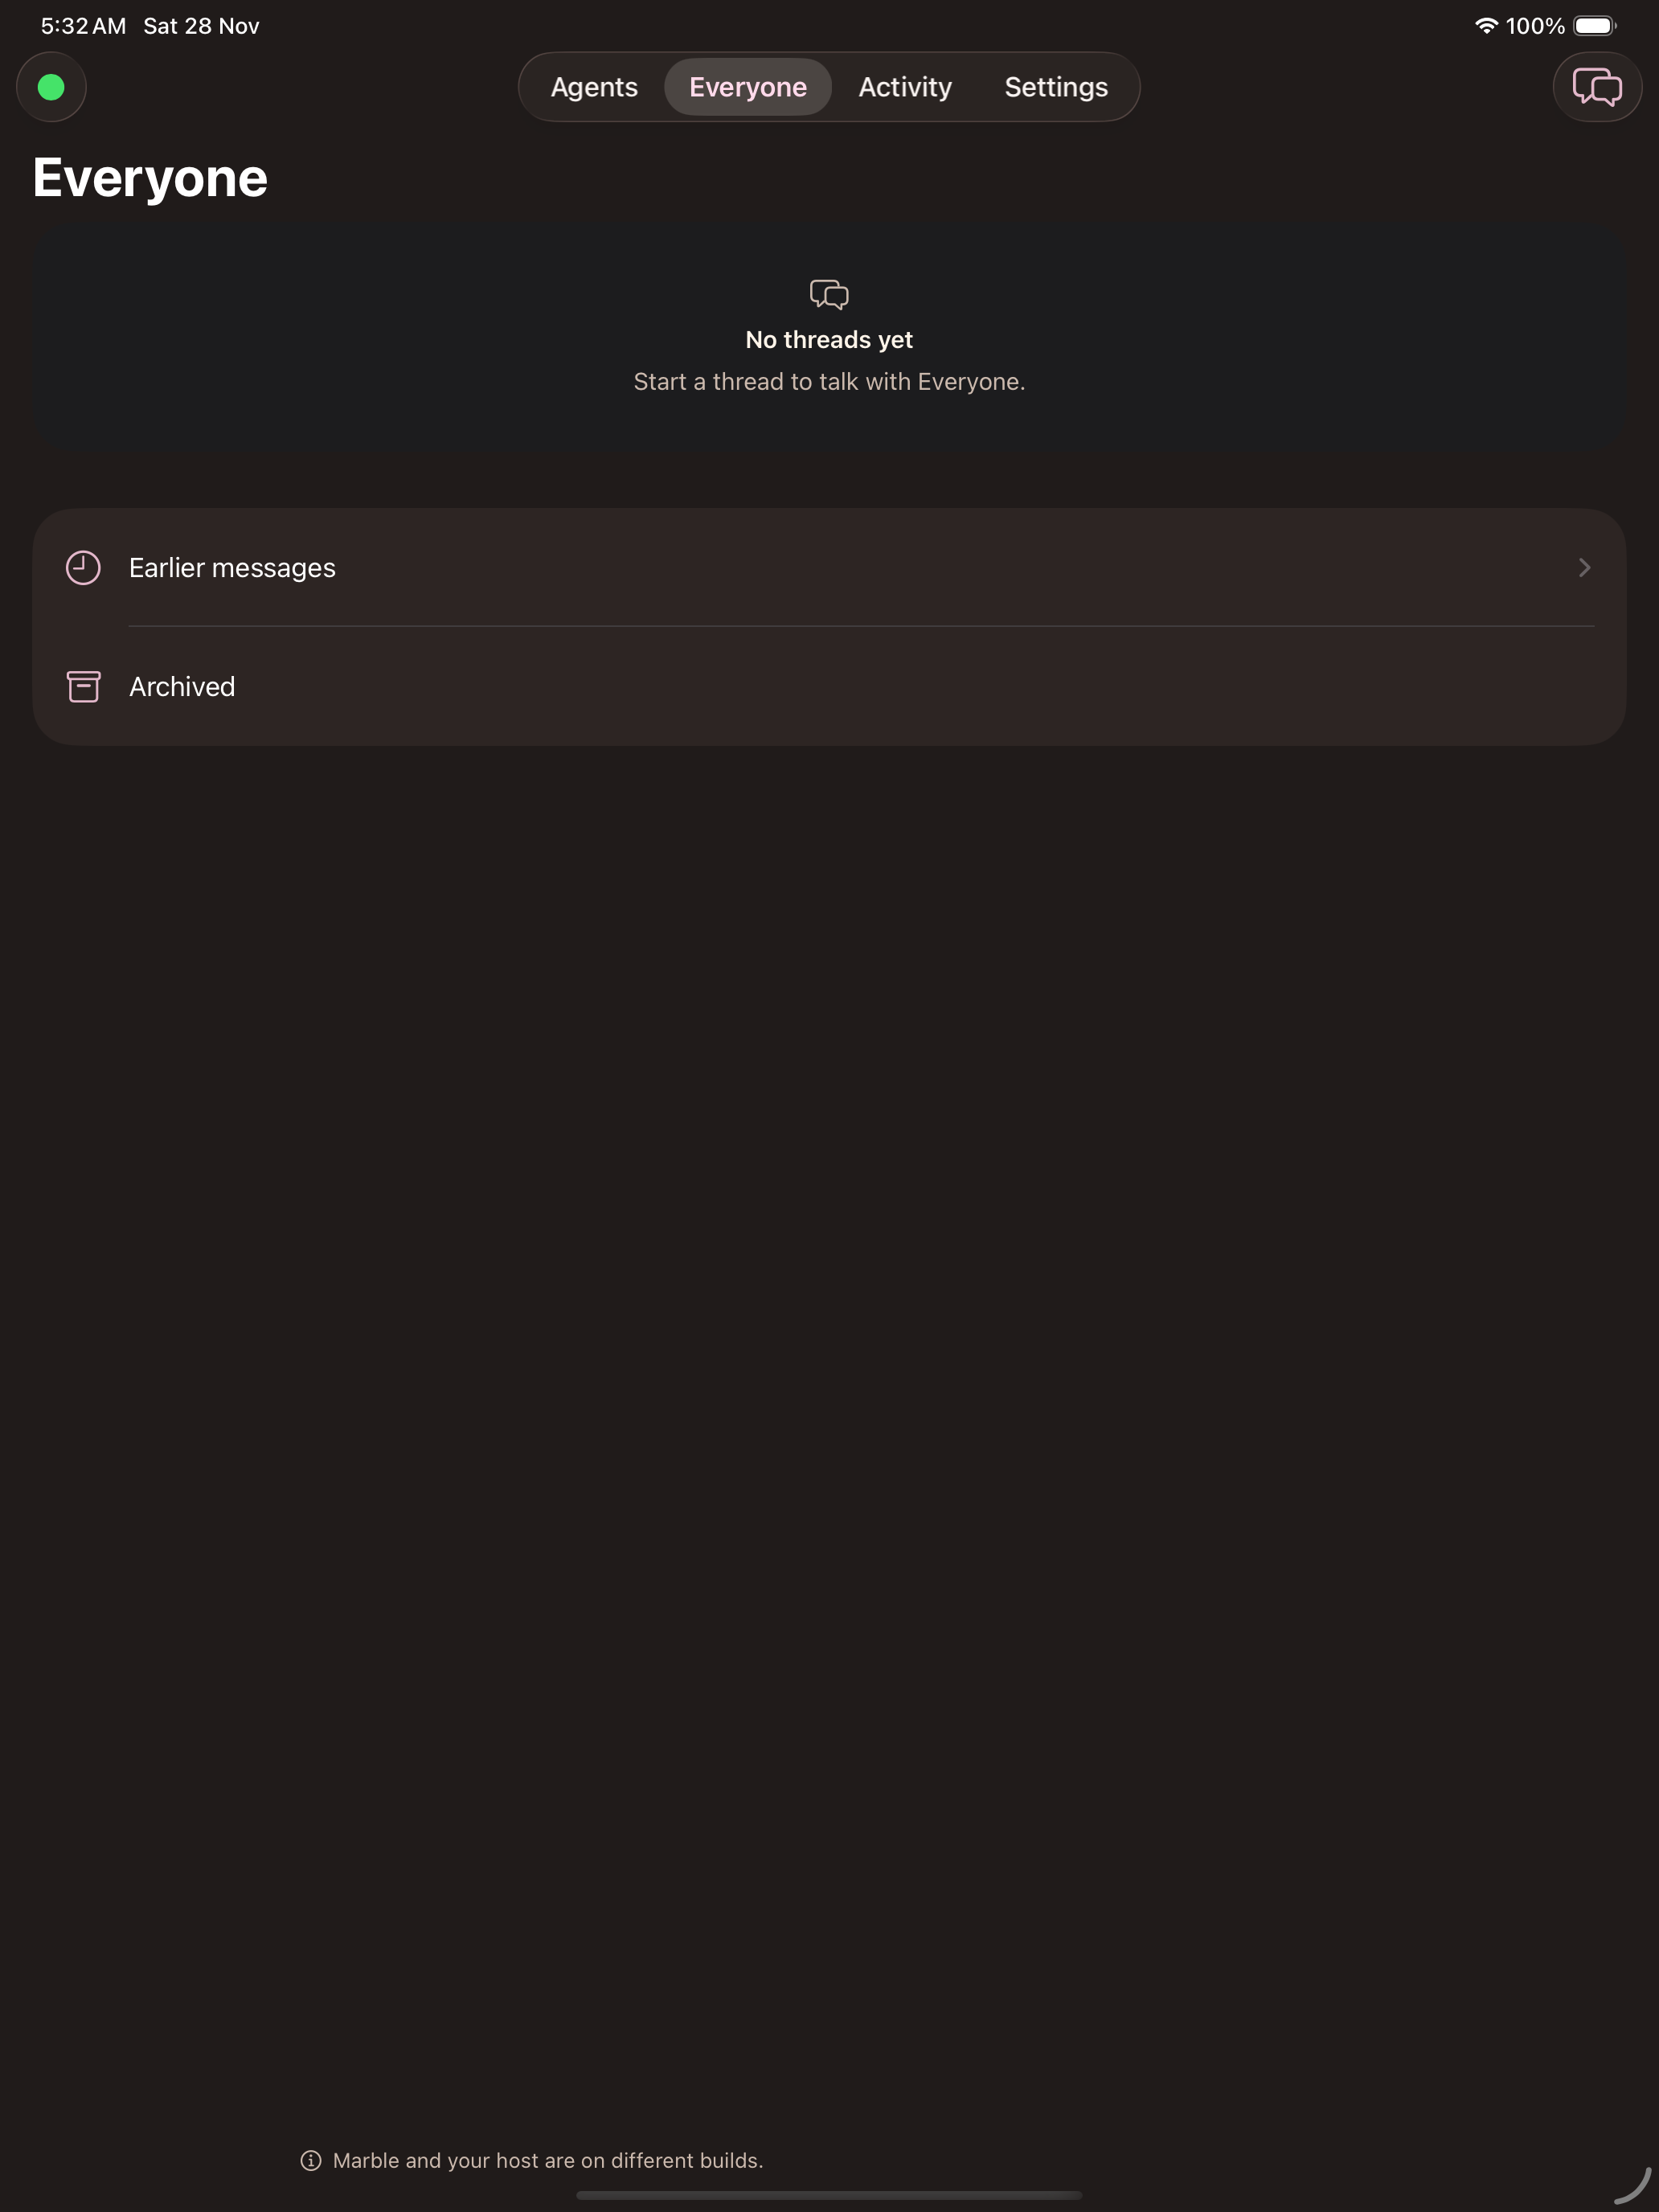 5:32 AM Sat 28 Nov
100%
Agents
Everyone
Activity
Settings
Everyone
No threads yet
Start a thread to talk with Everyone.
Earlier messages
Archived
Marble and your host are on different builds.